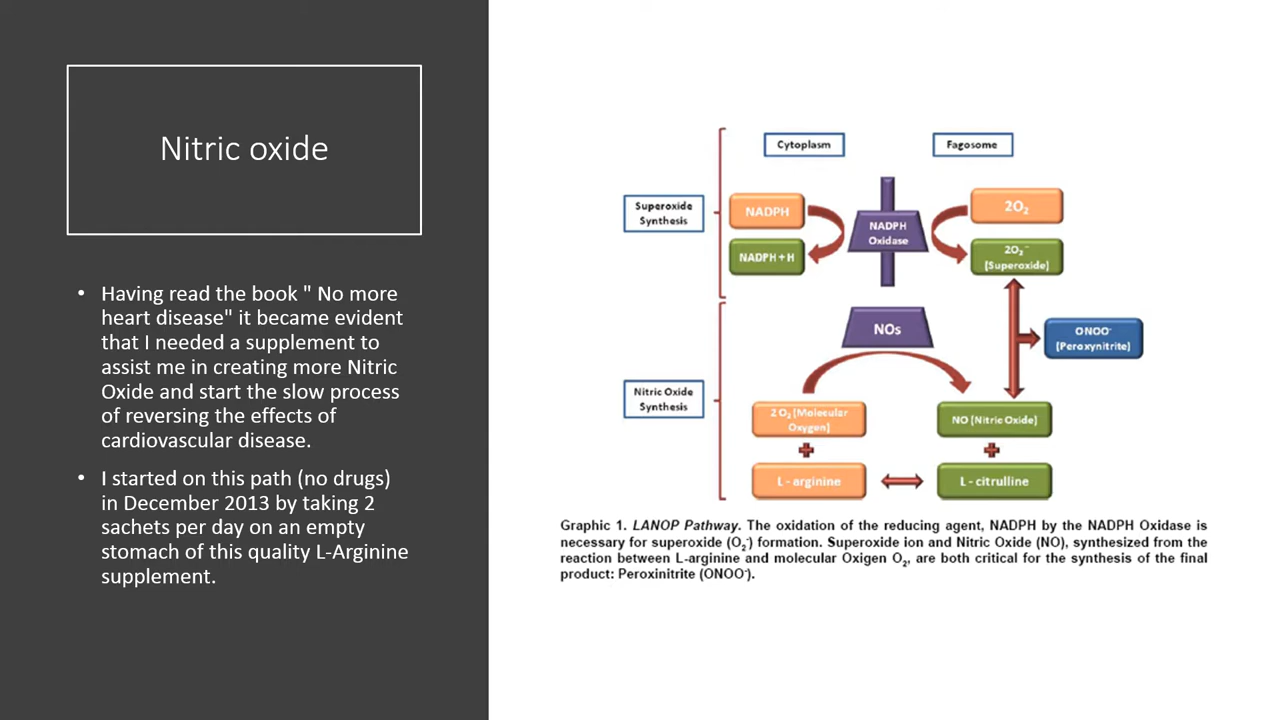 Nitric oxide
• Having read the book " No more
heart disease" it became evident
that I needed a supplement to
assist me in creating more Nitric
Oxide and start the slow process
of reversing the effects of
cardiovascular disease.
• I started on this path (no drugs)
in December 2013 by taking 2
sachets per day on an empty
stomach of this quality L-Arginine
supplement.
Cytoplasm
Fagosome
Superoxide
Synthesis
NADPH
NADPH + H
NADPH
Oxidase
2O₂
2O₂⁻
[Superoxide]
NOs
ONOO⁻
[Peroxynitrite]
Nitric Oxide
Synthesis
2 O₂ [Molecular
Oxygen]
NO [Nitric Oxide]
L - arginine
L - citrulline
Graphic 1. LANOP Pathway. The oxidation of the reducing agent, NADPH by the NADPH Oxidase is
necessary for superoxide (O₂⁻) formation. Superoxide ion and Nitric Oxide (NO), synthesized from the
reaction between L-arginine and molecular Oxigen O₂, are both critical for the synthesis of the final
product: Peroxinitrite (ONOO⁻).